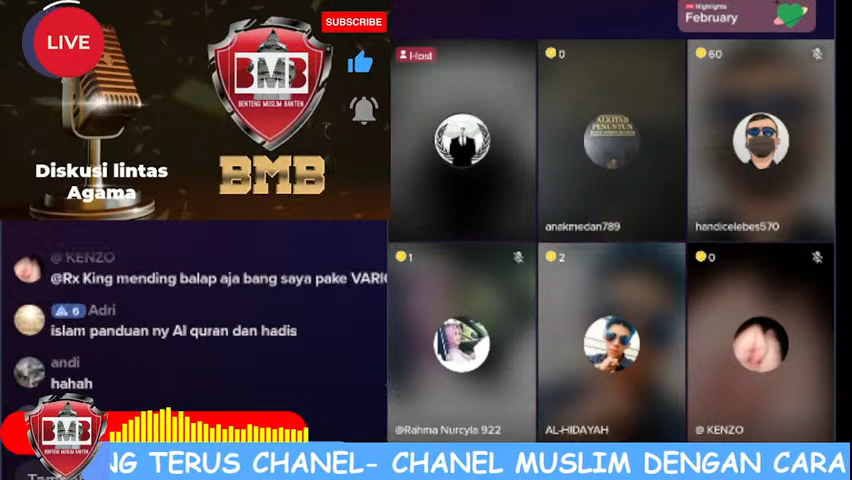 LIVE
SUBSCRIBE
BMB
BENTENG MUSLIM BANTEN
BMB
Diskusi lintas
Agama
Highlights
February
Host
0
60
ALKITAB
PENUNTUN
anakmedan789
handicelebes570
@ KENZO
@Rx King mending balap aja bang saya pake VARI
6 Adri
islam panduan ny Al quran dan hadis
andi
hahah
1
2
0
@Rahma Nurcyla 922
AL-HIDAYAH
@ KENZO
BMB
NG TERUS CHANEL- CHANEL MUSLIM DENGAN CARA